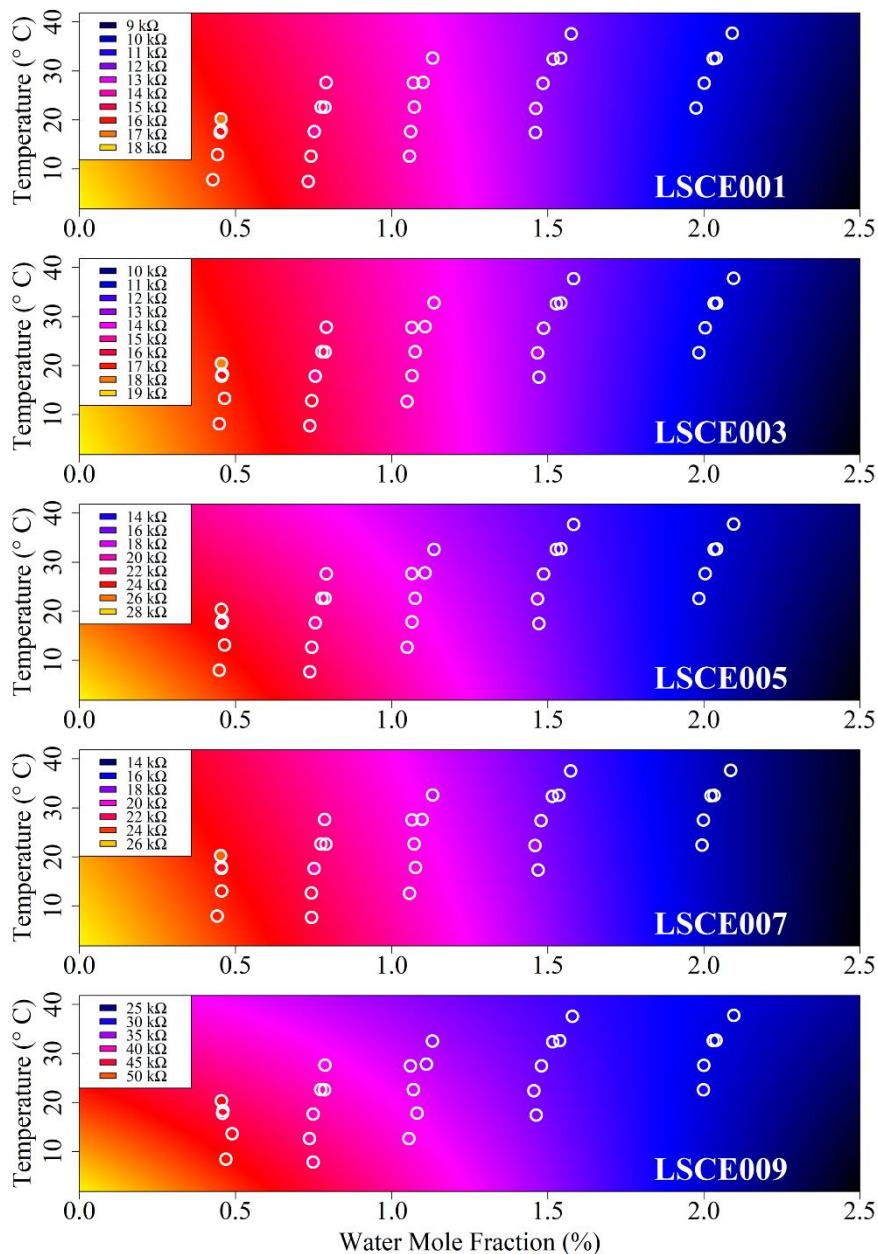 Temperature (° C)
40
30
20
10
9 kΩ
10 kΩ
11 kΩ
12 kΩ
13 kΩ
14 kΩ
15 kΩ
16 kΩ
17 kΩ
18 kΩ
LSCE001
0.0 0.5 1.0 1.5 2.0 2.5
Temperature (° C)
40
30
20
10
10 kΩ
11 kΩ
12 kΩ
13 kΩ
14 kΩ
15 kΩ
16 kΩ
17 kΩ
18 kΩ
19 kΩ
LSCE003
0.0 0.5 1.0 1.5 2.0 2.5
Temperature (° C)
40
30
20
10
14 kΩ
16 kΩ
18 kΩ
20 kΩ
22 kΩ
24 kΩ
26 kΩ
28 kΩ
LSCE005
0.0 0.5 1.0 1.5 2.0 2.5
Temperature (° C)
40
30
20
10
14 kΩ
16 kΩ
18 kΩ
20 kΩ
22 kΩ
24 kΩ
26 kΩ
LSCE007
0.0 0.5 1.0 1.5 2.0 2.5
Temperature (° C)
40
30
20
10
25 kΩ
30 kΩ
35 kΩ
40 kΩ
45 kΩ
50 kΩ
LSCE009
0.0 0.5 1.0 1.5 2.0 2.5
Water Mole Fraction (%)